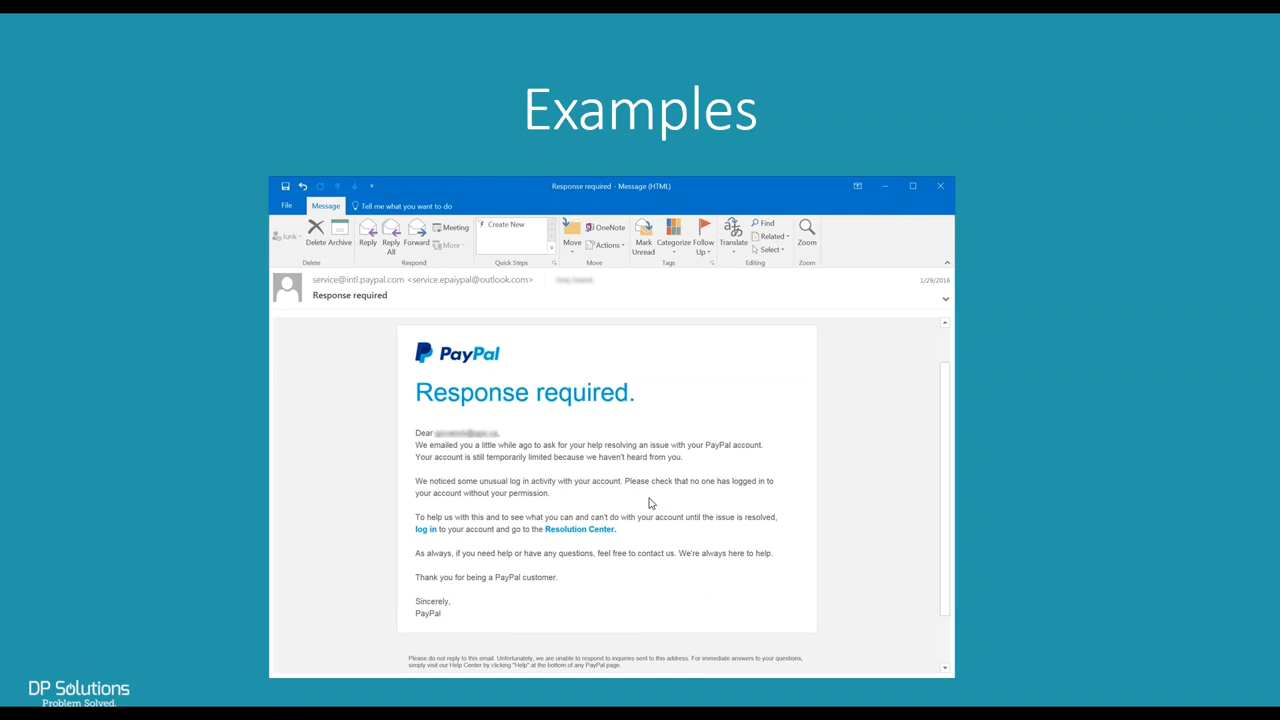 Examples
Response required - Message (HTML)
File
Message
Tell me what you want to do
Junk
Delete
Archive
Reply
Reply All
Forward
Meeting
More
Create New
Move
OneNote
Actions
Mark Unread
Categorize
Follow Up
Translate
Find
Related
Select
Zoom
Delete
Respond
Quick Steps
Move
Tags
Editing
Zoom
service@intl.paypal.com <service.epaiypal@outlook.com>
1/29/2016
Response required
PayPal
Response required.
Dear
We emailed you a little while ago to ask for your help resolving an issue with your PayPal account.
Your account is still temporarily limited because we haven't heard from you.
We noticed some unusual log in activity with your account. Please check that no one has logged in to
your account without your permission.
To help us with this and to see what you can and can't do with your account until the issue is resolved,
log in to your account and go to the Resolution Center.
As always, if you need help or have any questions, feel free to contact us. We're always here to help.
Thank you for being a PayPal customer.
Sincerely,
PayPal
Please do not reply to this email. Unfortunately, we are unable to respond to inquiries sent to this address. For immediate answers to your questions,
simply visit our Help Center by clicking "Help" at the bottom of any PayPal page.
DP Solutions
Problem Solved.